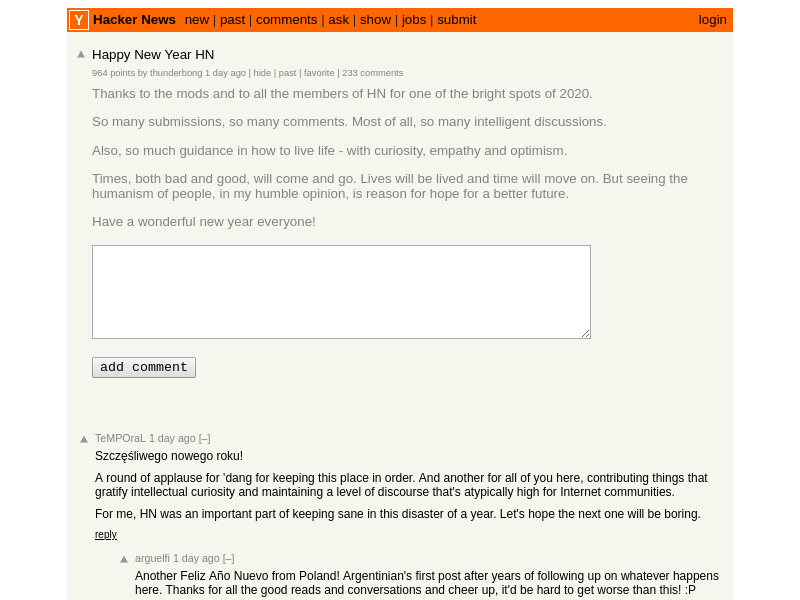 Y Hacker News new | past | comments | ask | show | jobs | submit login
Happy New Year HN
964 points by thunderbong 1 day ago | hide | past | favorite | 233 comments
Thanks to the mods and to all the members of HN for one of the bright spots of 2020.
So many submissions, so many comments. Most of all, so many intelligent discussions.
Also, so much guidance in how to live life - with curiosity, empathy and optimism.
Times, both bad and good, will come and go. Lives will be lived and time will move on. But seeing the
humanism of people, in my humble opinion, is reason for hope for a better future.
Have a wonderful new year everyone!
add comment
TeMPOraL 1 day ago [–]
Szczęśliwego nowego roku!
A round of applause for 'dang for keeping this place in order. And another for all of you here, contributing things that
gratify intellectual curiosity and maintaining a level of discourse that's atypically high for Internet communities.
For me, HN was an important part of keeping sane in this disaster of a year. Let's hope the next one will be boring.
reply
arguelfi 1 day ago [–]
Another Feliz Año Nuevo from Poland! Argentinian's first post after years of following up on whatever happens
here. Thanks for all the good reads and conversations and cheer up, it'd be hard to get worse than this! :P